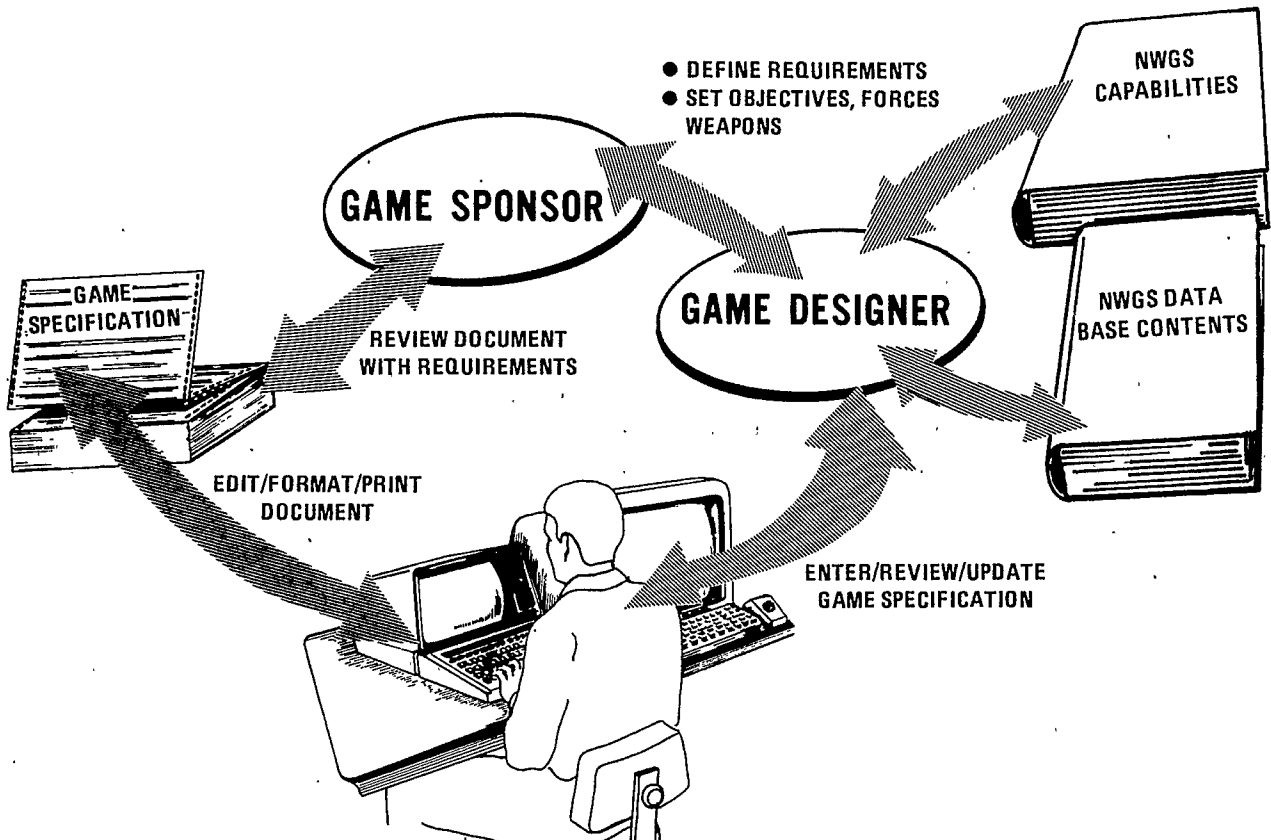 ● DEFINE REQUIREMENTS
● SET OBJECTIVES, FORCES
WEAPONS
NWGS
CAPABILITIES
GAME SPONSOR
GAME DESIGNER
NWGS DATA
BASE CONTENTS
GAME
SPECIFICATION
REVIEW DOCUMENT
WITH REQUIREMENTS
EDIT/FORMAT/PRINT
DOCUMENT
ENTER/REVIEW/UPDATE
GAME SPECIFICATION